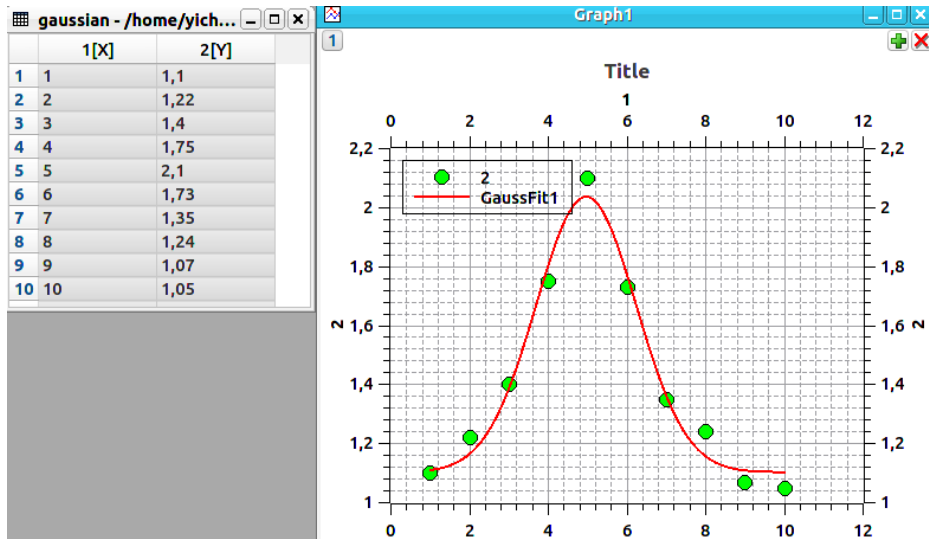 gaussian - /home/yich...
1[X] 2[Y]
1 1 1,1
2 2 1,22
3 3 1,4
4 4 1,75
5 5 2,1
6 6 1,73
7 7 1,35
8 8 1,24
9 9 1,07
10 10 1,05
Graph1
1
Title
1
0 2 4 6 8 10 12
2,2 2,2
2
GaussFit1
2 2
1,8 1,8
2 1,6 1,6 2
1,4 1,4
1,2 1,2
1 1
0 2 4 6 8 10 12